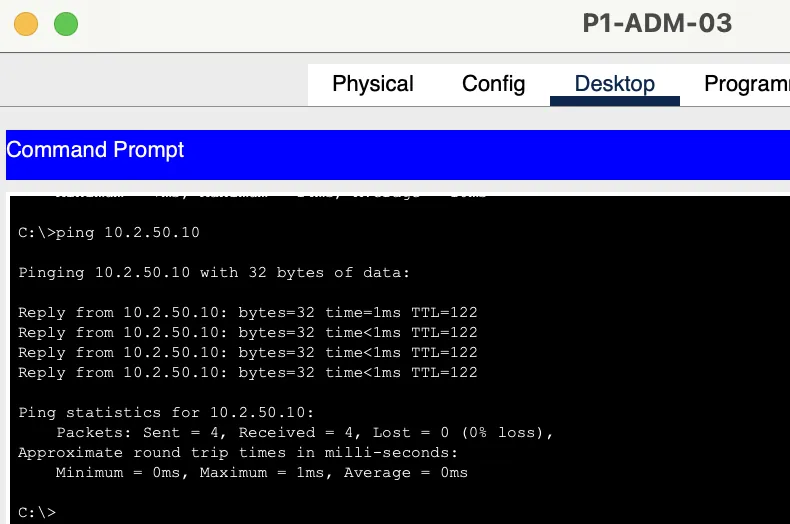 P1-ADM-03
Physical Config Desktop Programm
Command Prompt
C:\>ping 10.2.50.10
Pinging 10.2.50.10 with 32 bytes of data:
Reply from 10.2.50.10: bytes=32 time=1ms TTL=122
Reply from 10.2.50.10: bytes=32 time<1ms TTL=122
Reply from 10.2.50.10: bytes=32 time<1ms TTL=122
Reply from 10.2.50.10: bytes=32 time<1ms TTL=122
Ping statistics for 10.2.50.10:
Packets: Sent = 4, Received = 4, Lost = 0 (0% loss),
Approximate round trip times in milli-seconds:
Minimum = 0ms, Maximum = 1ms, Average = 0ms
C:\>